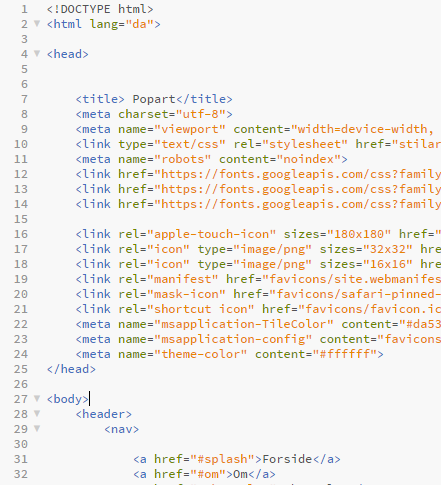 1 <!DOCTYPE html>
2 <html lang="da">
3
4 <head>
5
6
7 <title> Popart</title>
8 <meta charset="utf-8">
9 <meta name="viewport" content="width=device-width,
10 <link type="text/css" rel="stylesheet" href="stilar
11 <meta name="robots" content="noindex">
12 <link href="https://fonts.googleapis.com/css?family
13 <link href="https://fonts.googleapis.com/css?family
14 <link href="https://fonts.googleapis.com/css?family
15
16 <link rel="apple-touch-icon" sizes="180x180" href="
17 <link rel="icon" type="image/png" sizes="32x32" hre
18 <link rel="icon" type="image/png" sizes="16x16" hre
19 <link rel="manifest" href="favicons/site.webmanifes
20 <link rel="mask-icon" href="favicons/safari-pinned-
21 <link rel="shortcut icon" href="favicons/favicon.ic
22 <meta name="msapplication-TileColor" content="#da53
23 <meta name="msapplication-config" content="favicons
24 <meta name="theme-color" content="#ffffff">
25 </head>
26
27 <body>
28 <header>
29 <nav>
30
31 <a href="#splash">Forside</a>
32 <a href="#om">Om</a>